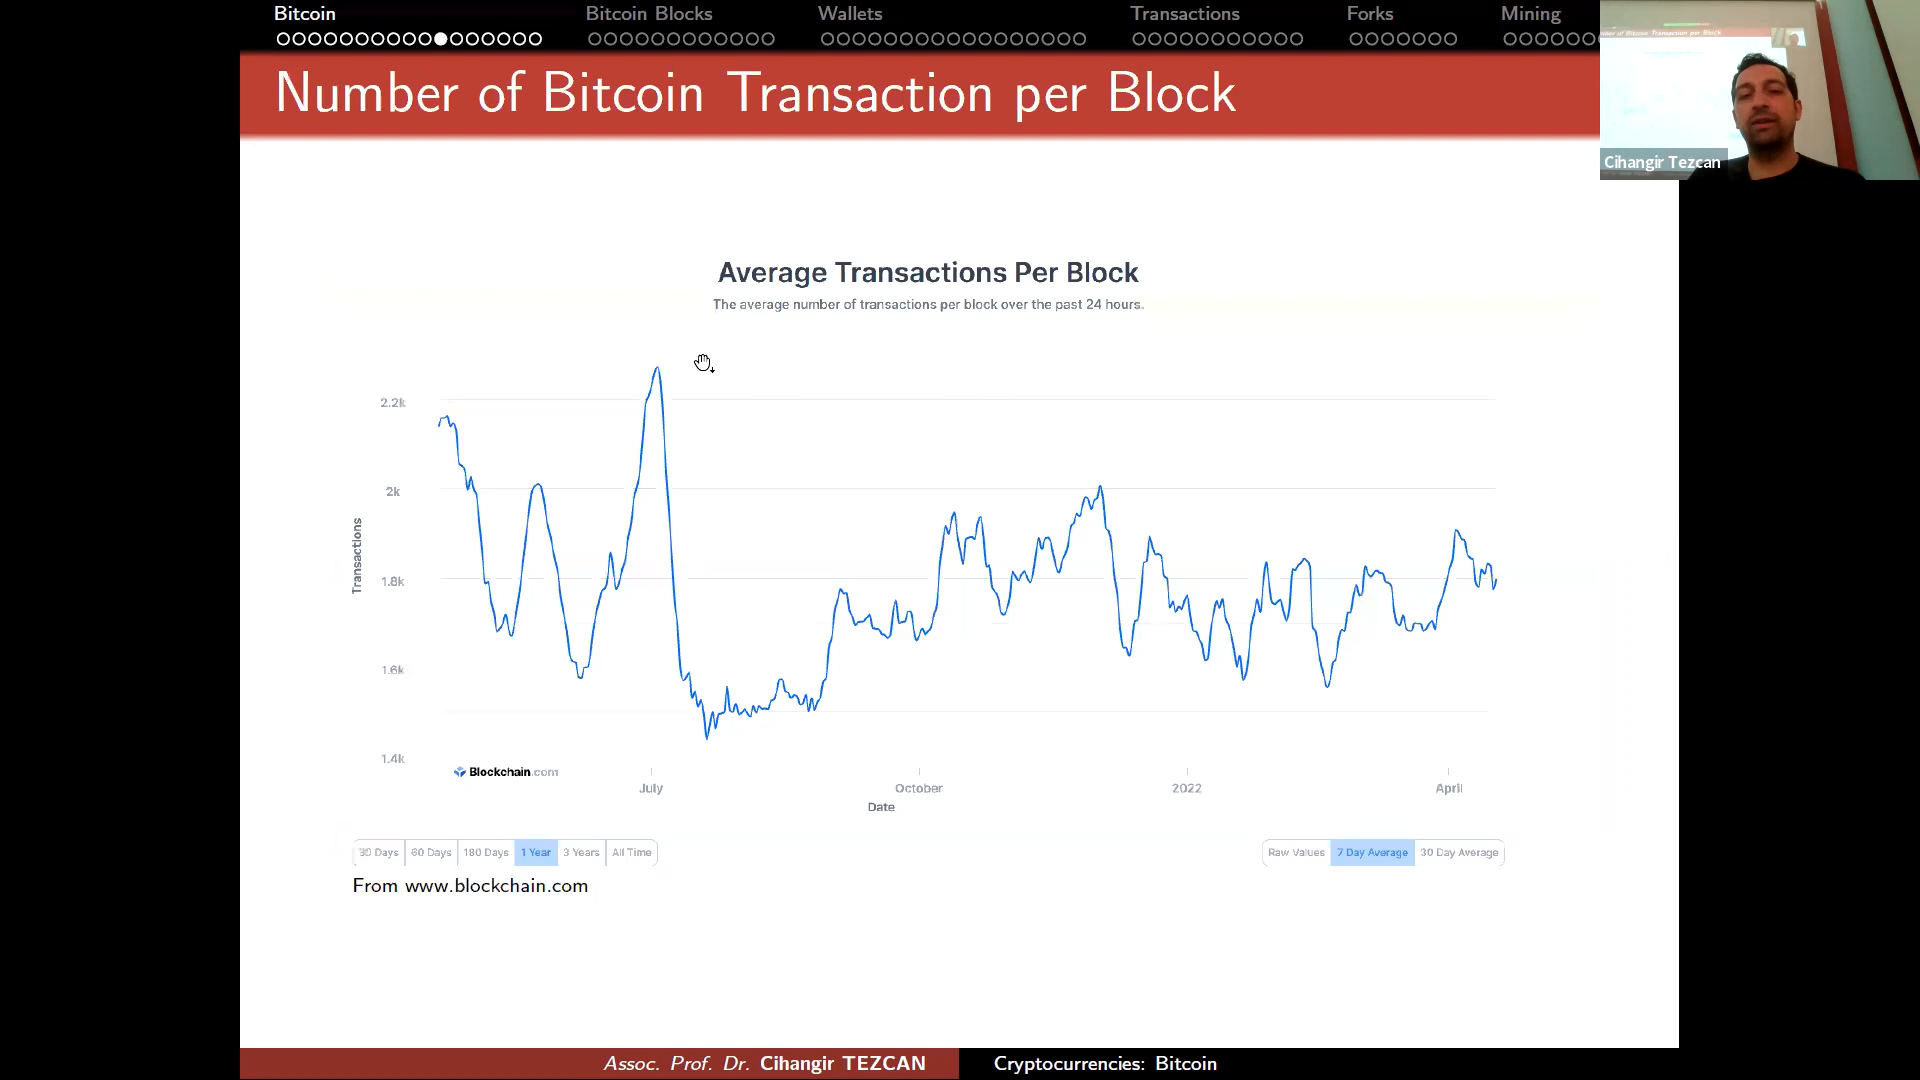 Bitcoin
Bitcoin Blocks
Wallets
Transactions
Forks
Mining
Number of Bitcoin Transaction per Block
Cihangir Tezcan
Average Transactions Per Block
The average number of transactions per block over the past 24 hours.
2.2k
2k
1.8k
1.6k
1.4k
Transactions
Blockchain.com
July
October
2022
April
Date
30 Days
60 Days
180 Days
1 Year
3 Years
All Time
Raw Values
7 Day Average
30 Day Average
From www.blockchain.com
Assoc. Prof. Dr. Cihangir TEZCAN
Cryptocurrencies: Bitcoin